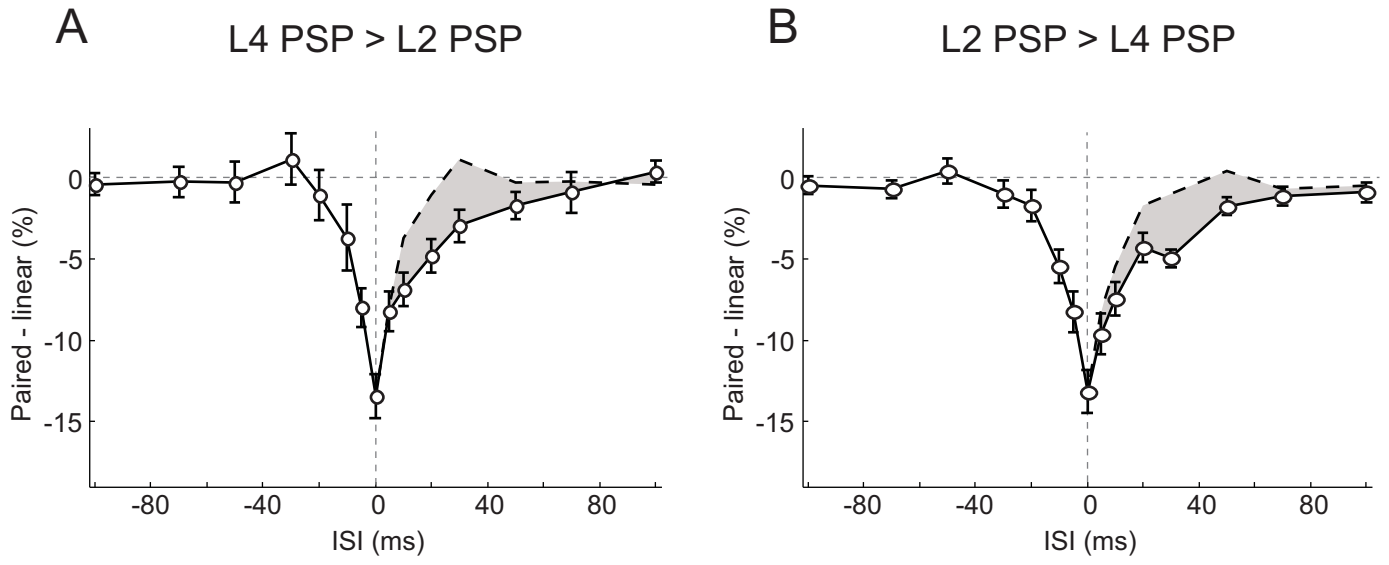 A
L4 PSP > L2 PSP
0
-5
-10
-15
Paired - linear (%)
-80
-40
0
40
80
ISI (ms)
B
L2 PSP > L4 PSP
0
-5
-10
-15
Paired - linear (%)
-80
-40
0
40
80
ISI (ms)